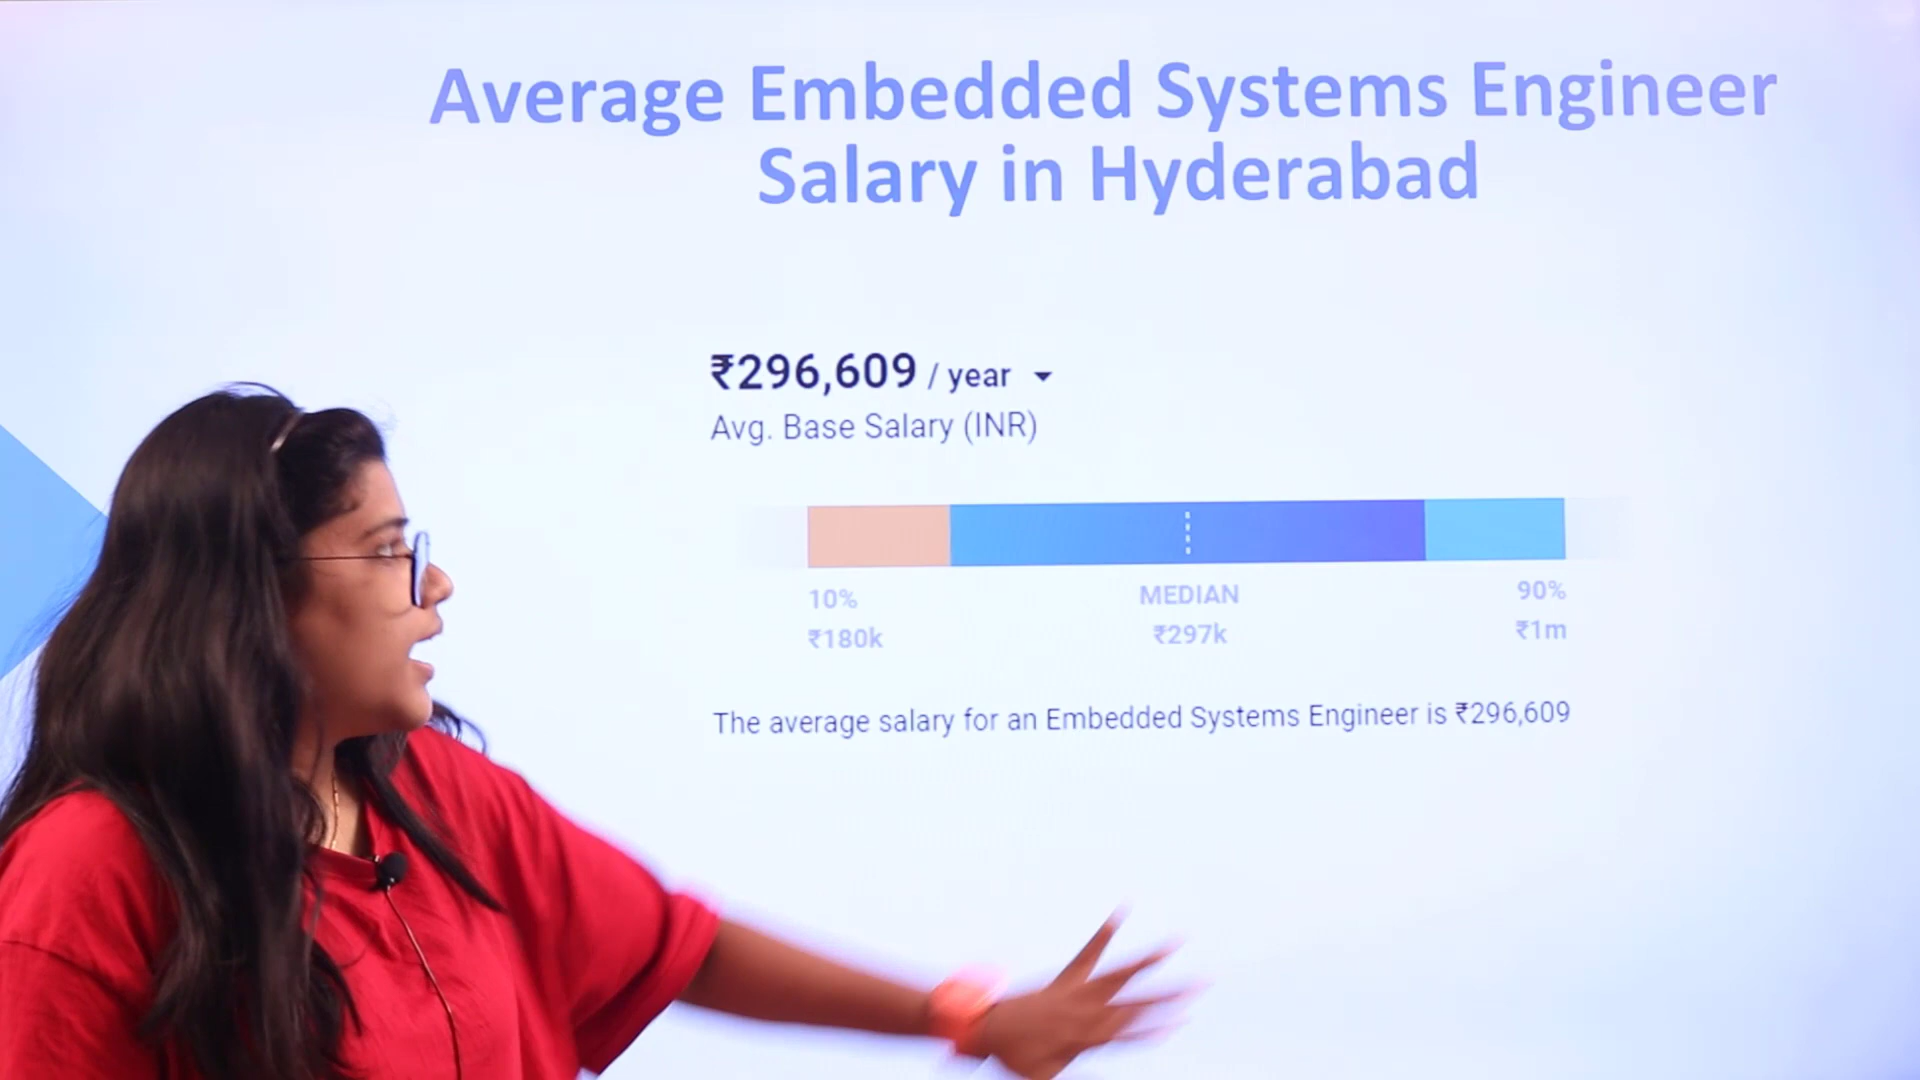 Average Embedded Systems Engineer
Salary in Hyderabad
₹296,609 / year
Avg. Base Salary (INR)
10% MEDIAN 90%
₹180k ₹297k ₹1m
The average salary for an Embedded Systems Engineer is ₹296,609